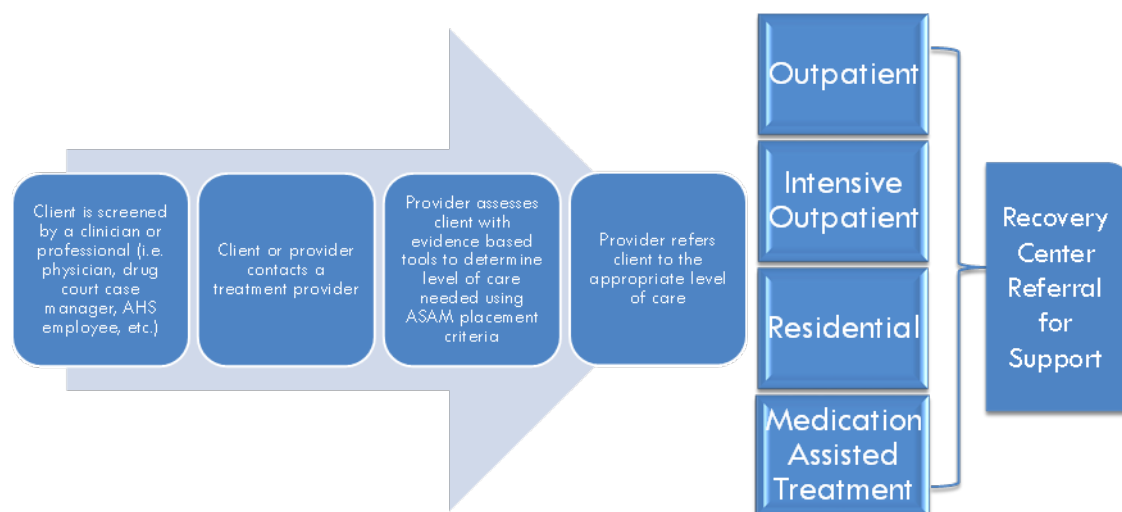 Client is screened
by a clinician or
professional (i.e.
physician, drug
court case
manager, AHS
employee, etc.)
Client or provider
contacts a
treatment provider
Provider assesses
client with
evidence based
tools to determine
level of care
needed using
ASAM placement
criteria
Provider refers
client to the
appropriate level
of care
Outpatient
Intensive
Outpatient
Residential
Medication
Assisted
Treatment
Recovery
Center
Referral
for
Support